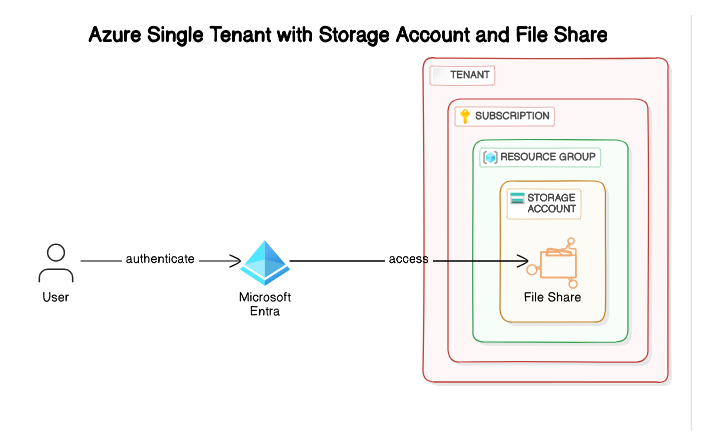 Azure Single Tenant with Storage Account and File Share
TENANT
SUBSCRIPTION
RESOURCE GROUP
STORAGE
ACCOUNT
authenticate
access
User
Microsoft
Entra
File Share